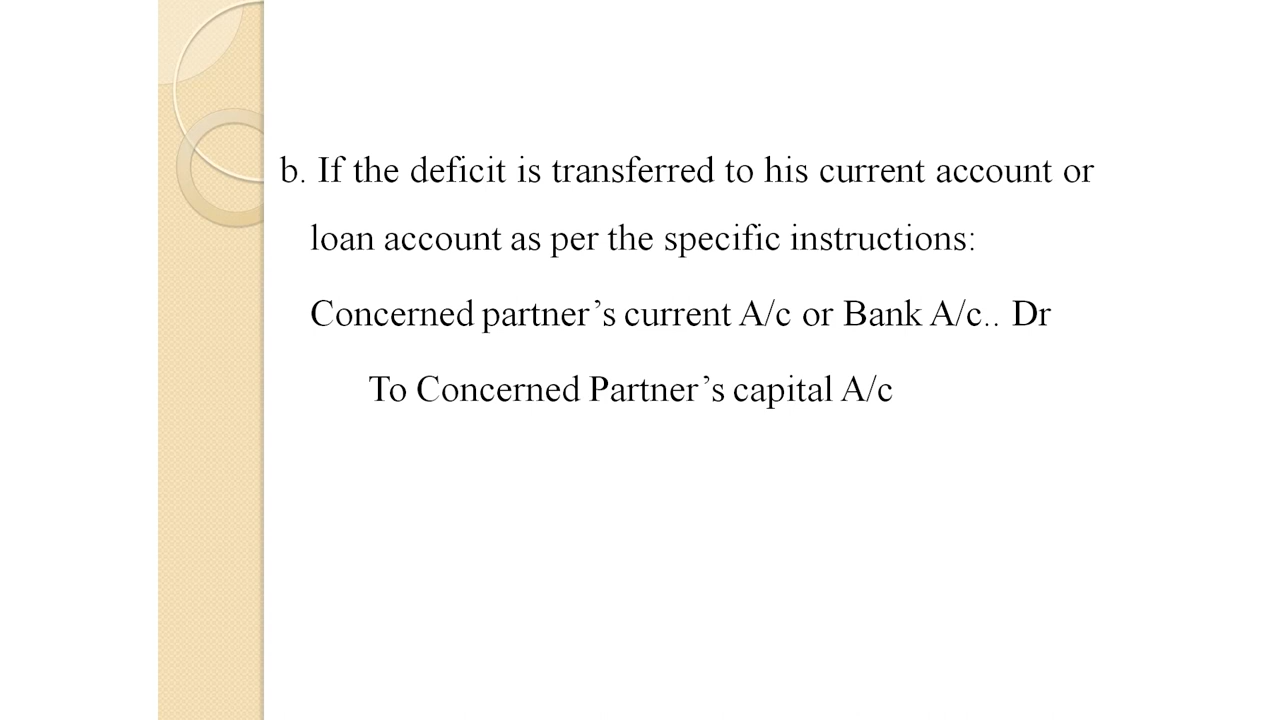 b. If the deficit is transferred to his current account or
loan account as per the specific instructions:
Concerned partner’s current A/c or Bank A/c.. Dr
To Concerned Partner’s capital A/c